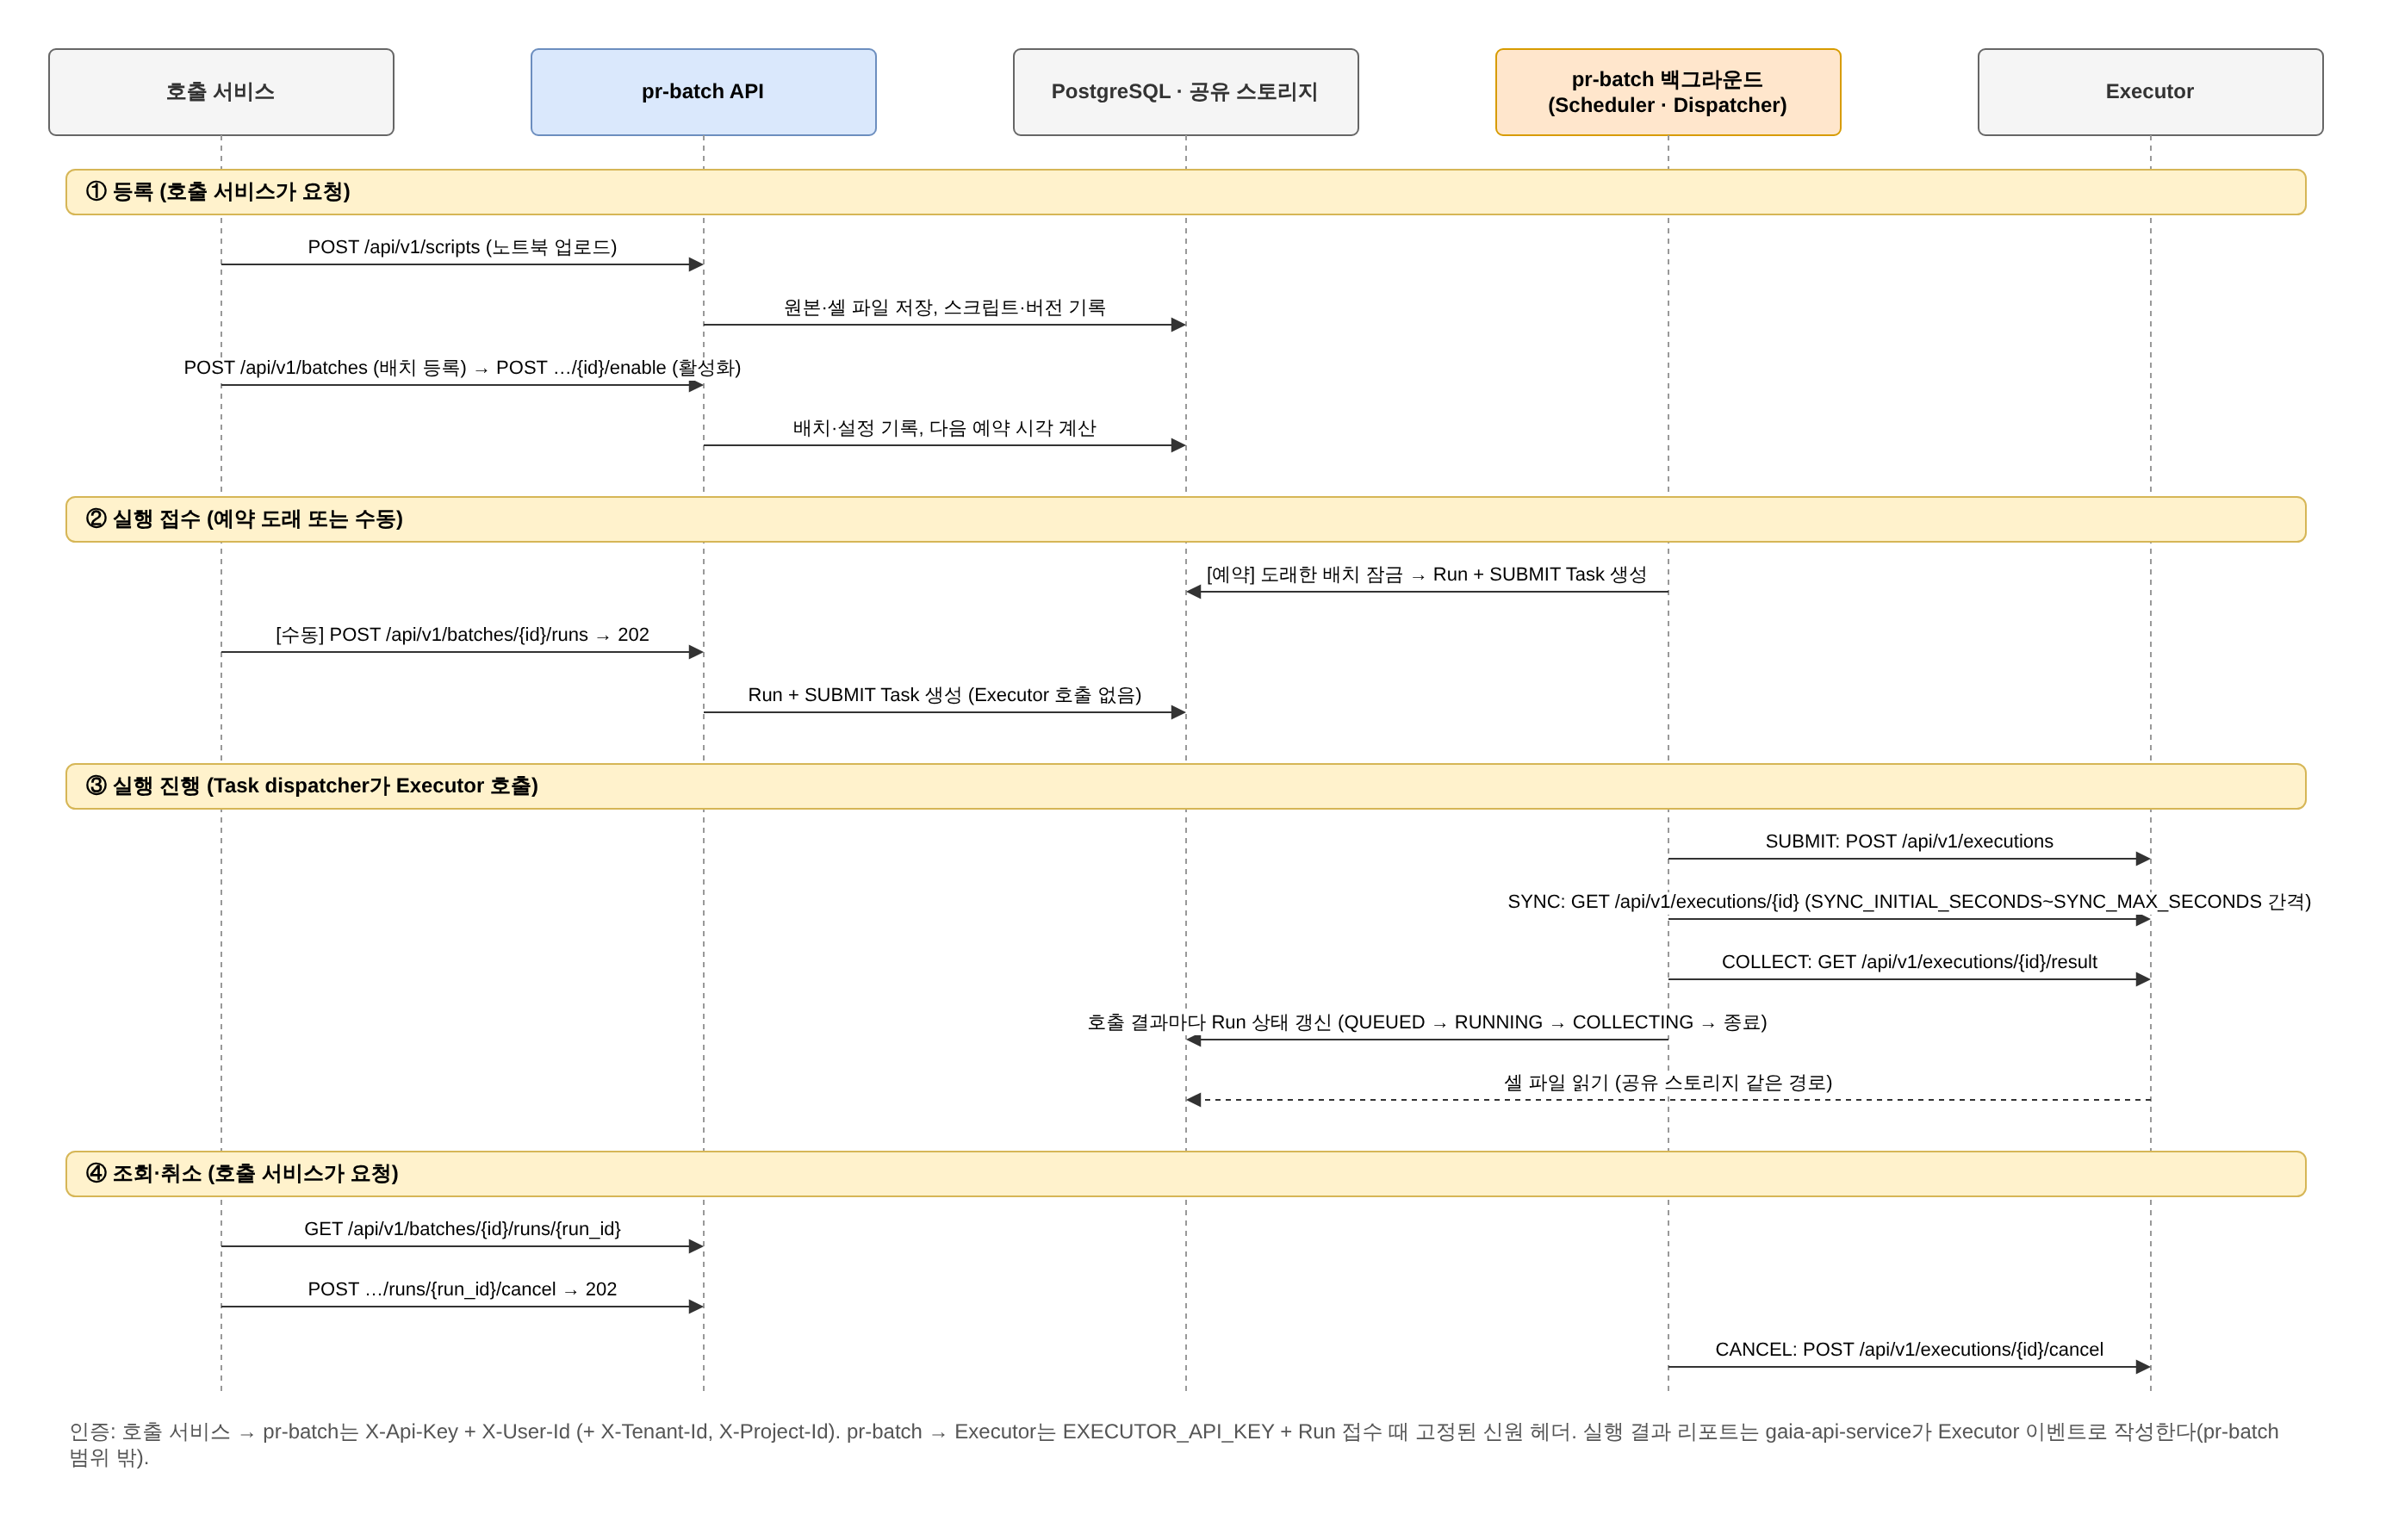 호출 서비스
pr-batch API
PostgreSQL · 공유 스토리지
pr-batch 백그라운드
(Scheduler · Dispatcher)
Executor
① 등록 (호출 서비스가 요청)
POST /api/v1/scripts (노트북 업로드)
원본·셀 파일 저장, 스크립트·버전 기록
POST /api/v1/batches (배치 등록) → POST …/{id}/enable (활성화)
배치·설정 기록, 다음 예약 시각 계산
② 실행 접수 (예약 도래 또는 수동)
[예약] 도래한 배치 잠금 → Run + SUBMIT Task 생성
[수동] POST /api/v1/batches/{id}/runs → 202
Run + SUBMIT Task 생성 (Executor 호출 없음)
③ 실행 진행 (Task dispatcher가 Executor 호출)
SUBMIT: POST /api/v1/executions
SYNC: GET /api/v1/executions/{id} (SYNC_INITIAL_SECONDS~SYNC_MAX_SECONDS 간격)
COLLECT: GET /api/v1/executions/{id}/result
호출 결과마다 Run 상태 갱신 (QUEUED → RUNNING → COLLECTING → 종료)
셀 파일 읽기 (공유 스토리지 같은 경로)
④ 조회·취소 (호출 서비스가 요청)
GET /api/v1/batches/{id}/runs/{run_id}
POST …/runs/{run_id}/cancel → 202
CANCEL: POST /api/v1/executions/{id}/cancel
인증: 호출 서비스 → pr-batch는 X-Api-Key + X-User-Id (+ X-Tenant-Id, X-Project-Id). pr-batch → Executor는 EXECUTOR_API_KEY + Run 접수 때 고정된 신원 헤더. 실행 결과 리포트는 gaia-api-service가 Executor 이벤트로 작성한다(pr-batch
범위 밖).